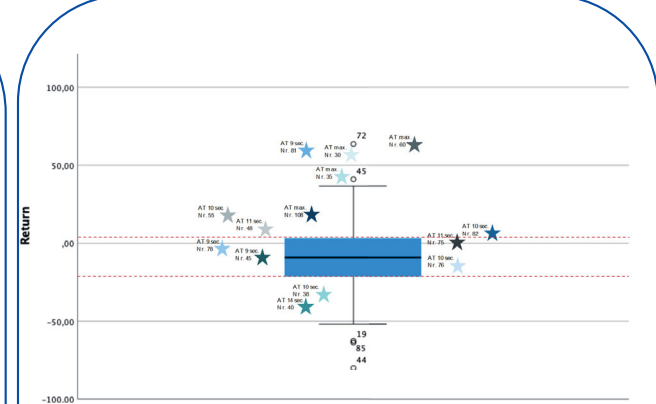 100,00
72
AT 9 sec.
Nr. 81
AT max.
Nr. 30
AT max.
Nr. 60
50,00
AT max.
Nr. 35
45
AT 10 sec.
Nr. 55
AT 11 sec.
Nr. 48
AT max.
Nr. 108
Return
,00
AT 9 sec.
Nr. 78
AT 9 sec.
Nr. 45
AT 11 sec.
Nr. 75
AT 10 sec.
Nr. 82
AT 10 sec.
Nr. 76
AT 10 sec.
Nr. 38
AT 14 sec.
Nr. 40
-50,00
19
85
44
-100,00